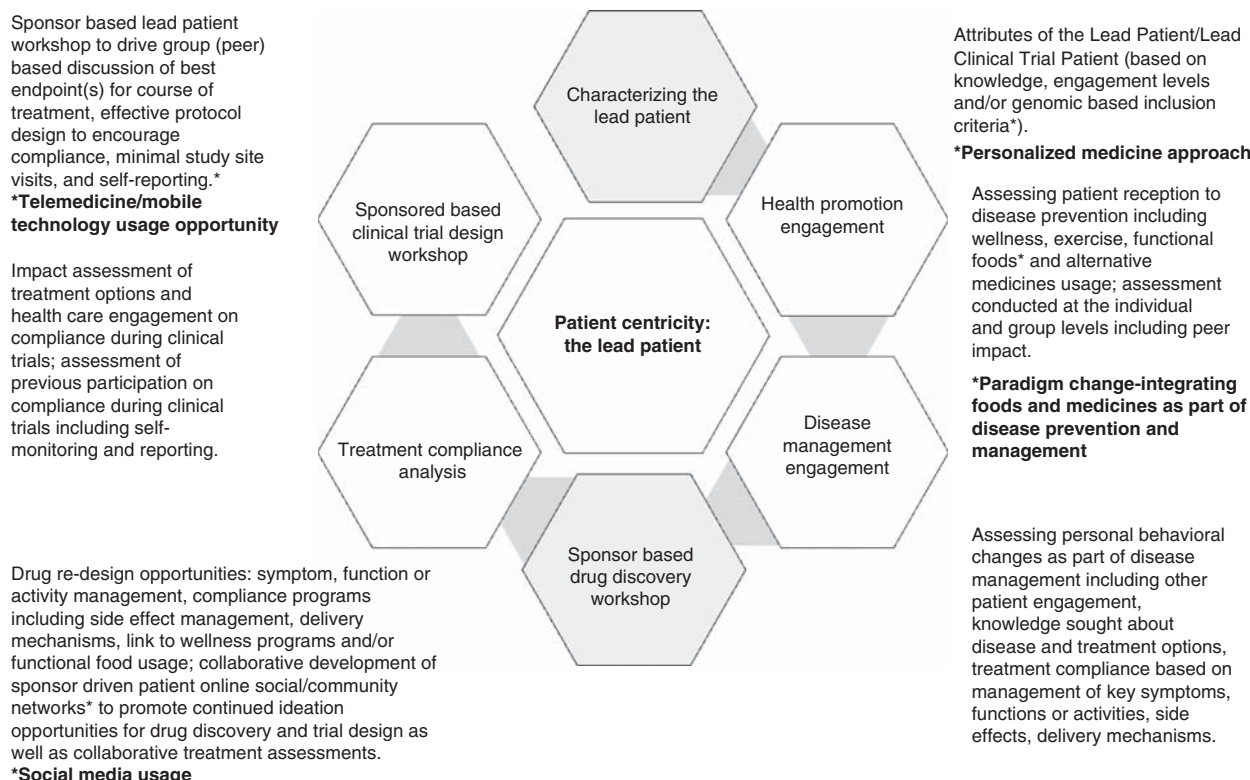 Sponsor based lead patient
workshop to drive group (peer)
based discussion of best
endpoint(s) for course of
treatment, effective protocol
design to encourage
compliance, minimal study site
visits, and self-reporting.*
*Telemedicine/mobile
technology usage opportunity
Impact assessment of
treatment options and
health care engagement on
compliance during clinical
trials; assessment of
previous participation on
compliance during clinical
trials including self-
monitoring and reporting.
Drug re-design opportunities: symptom, function or
activity management, compliance programs
including side effect management, delivery
mechanisms, link to wellness programs and/or
functional food usage; collaborative development of
sponsor driven patient online social/community
networks* to promote continued ideation
opportunities for drug discovery and trial design as
well as collaborative treatment assessments.
*Social media usage
Characterizing the
lead patient
Sponsored based
clinical trial design
workshop
Health promotion
engagement
Patient centricity:
the lead patient
Treatment compliance
analysis
Disease
management
engagement
Sponsor based
drug discovery
workshop
Attributes of the Lead Patient/Lead
Clinical Trial Patient (based on
knowledge, engagement levels
and/or genomic based inclusion
criteria*).
*Personalized medicine approach
Assessing patient reception to
disease prevention including
wellness, exercise, functional
foods* and alternative
medicines usage; assessment
conducted at the individual
and group levels including peer
impact.
*Paradigm change-integrating
foods and medicines as part of
disease prevention and
management
Assessing personal behavioral
changes as part of disease
management including other
patient engagement,
knowledge sought about
disease and treatment options,
treatment compliance based on
management of key symptoms,
functions or activities, side
effects, delivery mechanisms.